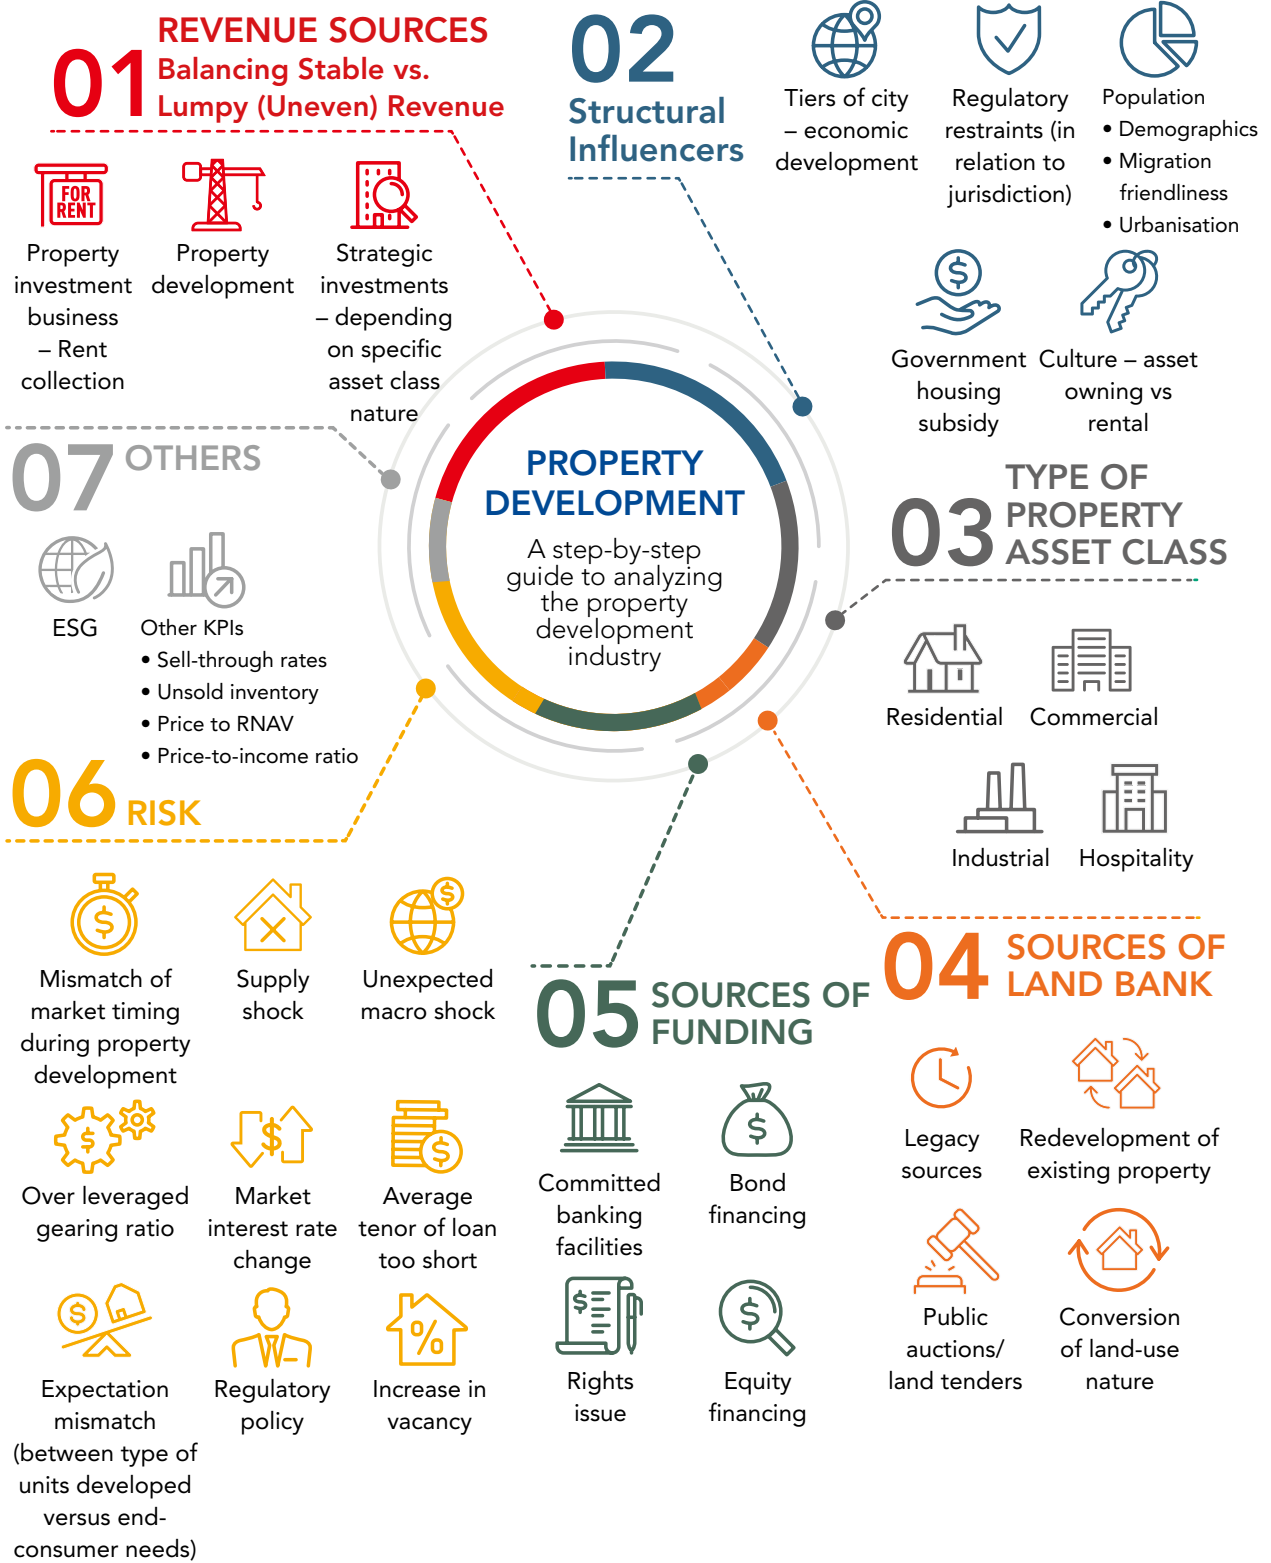 01
REVENUE SOURCES
Balancing Stable vs.
Lumpy (Uneven) Revenue
FOR
RENT
Property
investment
business
– Rent
collection
Property
development
Strategic
investments
– depending
on specific
asset class
nature
02
Structural
Influencers
Tiers of city
– economic
development
Regulatory
restraints (in
relation to
jurisdiction)
Population
• Demographics
• Migration
friendliness
• Urbanisation
$
Government
housing
subsidy
Culture – asset
owning vs
rental
PROPERTY
DEVELOPMENT
A step-by-step
guide to analyzing
the property
development
industry
03
TYPE OF
PROPERTY
ASSET CLASS
Residential
Commercial
Industrial
Hospitality
04
SOURCES OF
LAND BANK
Legacy
sources
Redevelopment of
existing property
Public
auctions/
land tenders
Conversion
of land-use
nature
05
SOURCES OF
FUNDING
Committed
banking
facilities
$
Bond
financing
$
Rights
issue
$
Equity
financing
06
RISK
$
Mismatch of
market timing
during property
development
Supply
shock
$
Unexpected
macro shock
$
Over leveraged
gearing ratio
$
Market
interest rate
change
$
Average
tenor of loan
too short
$
Expectation
mismatch
(between type of
units developed
versus end-
consumer needs)
Regulatory
policy
%
Increase in
vacancy
07
OTHERS
ESG
Other KPIs
• Sell-through rates
• Unsold inventory
• Price to RNAV
• Price-to-income ratio